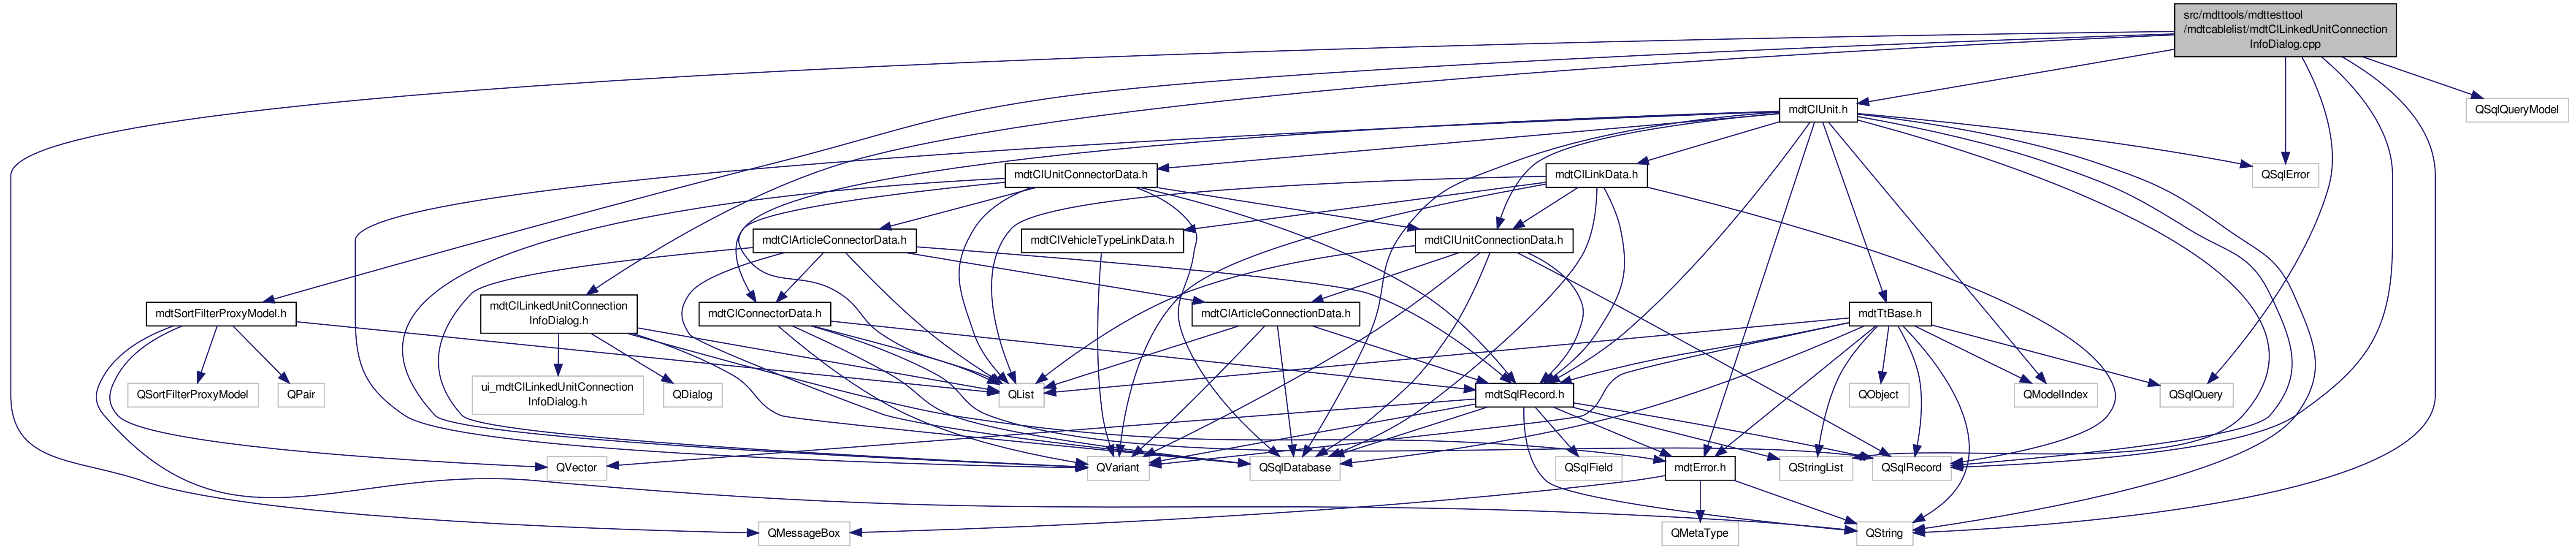 src/mdttools/mdttesttool
/mdtcablelist/mdtClLinkedUnitConnection
InfoDialog.cpp
mdtClUnit.h
QSqlQueryModel
mdtClUnitConnectorData.h
mdtClLinkData.h
QSqlError
mdtClArticleConnectorData.h
mdtClVehicleTypeLinkData.h
mdtClUnitConnectionData.h
mdtSortFilterProxyModel.h
mdtClLinkedUnitConnection
InfoDialog.h
mdtClConnectorData.h
mdtClArticleConnectionData.h
mdtTtBase.h
QSortFilterProxyModel
QPair
ui_mdtClLinkedUnitConnection
InfoDialog.h
QDialog
QList
mdtSqlRecord.h
QObject
QModelIndex
QSqlQuery
QVector
QVariant
QSqlDatabase
QSqlField
mdtError.h
QStringList
QSqlRecord
QMessageBox
QMetaType
QString